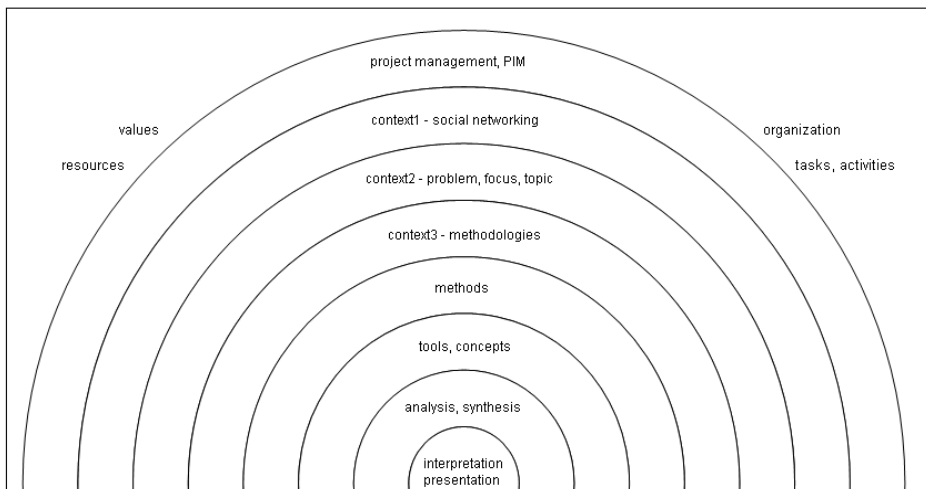 project management, PIM
context1 - social networking
values
organization
resources
tasks, activities
context2 - problem, focus, topic
context3 - methodologies
methods
tools, concepts
analysis, synthesis
interpretation
presentation